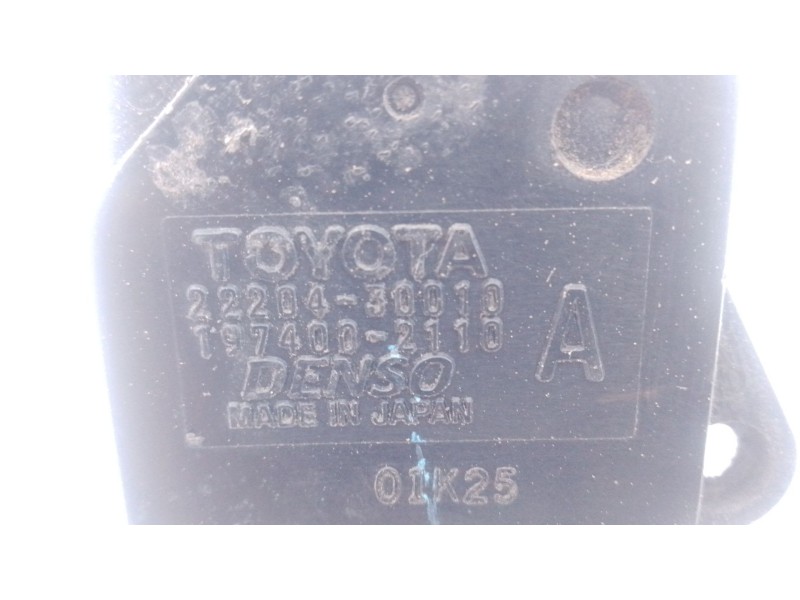 TOYOTA
22204-30010
197400-2110
A
DENSO
MADE IN JAPAN
01K25